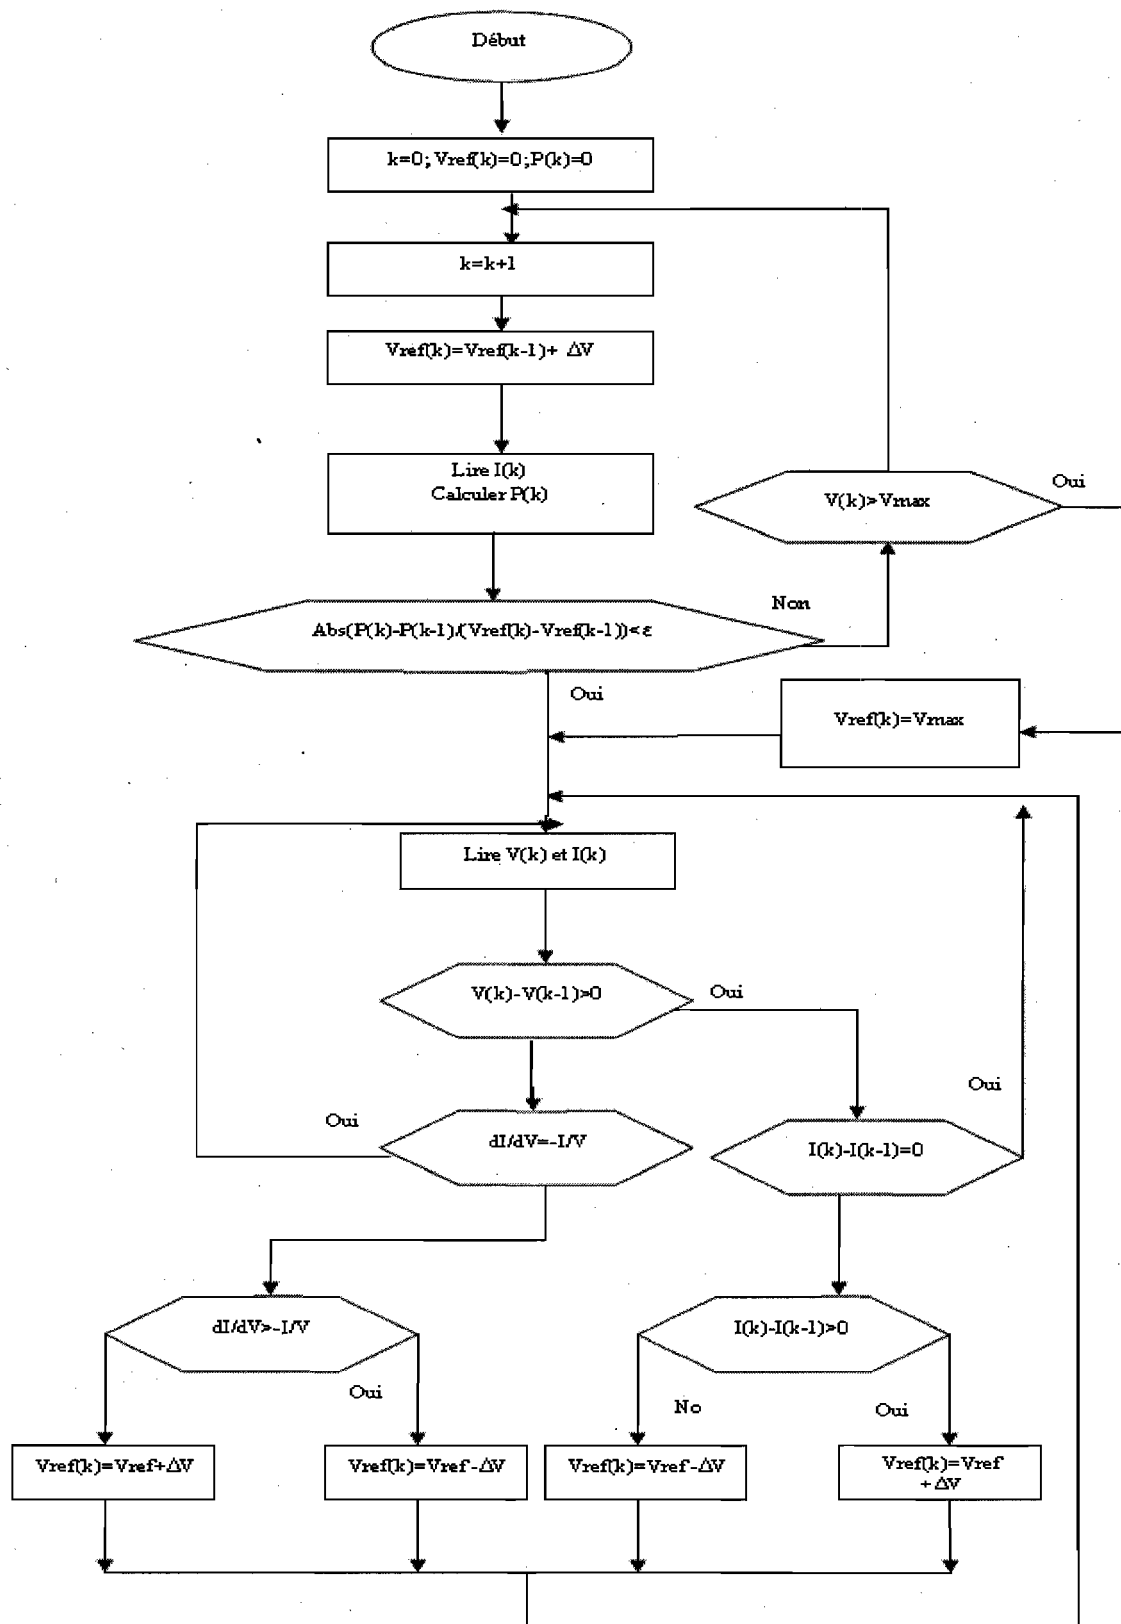 Début
k=0; Vref(k)=0;P(k)=0
k=k+1
Vref(k)=Vref(k-1)+ ΔV
Lire I(k)
Calculer P(k)
V(k)>Vmax
Oui
Abs(P(k)-P(k-1)/(Vref(k)-Vref(k-1))<ε
Non
Oui
Vref(k)=Vmax
Lire V(k) et I(k)
V(k)-V(k-1)>0
Oui
dI/dV=-I/V
Oui
I(k)-I(k-1)=0
Oui
dI/dV>-I/V
Oui
I(k)-I(k-1)>0
No
Oui
Vref(k)=Vref+ΔV
Vref(k)=Vref-ΔV
Vref(k)=Vref-ΔV
Vref(k)=Vref
+ ΔV